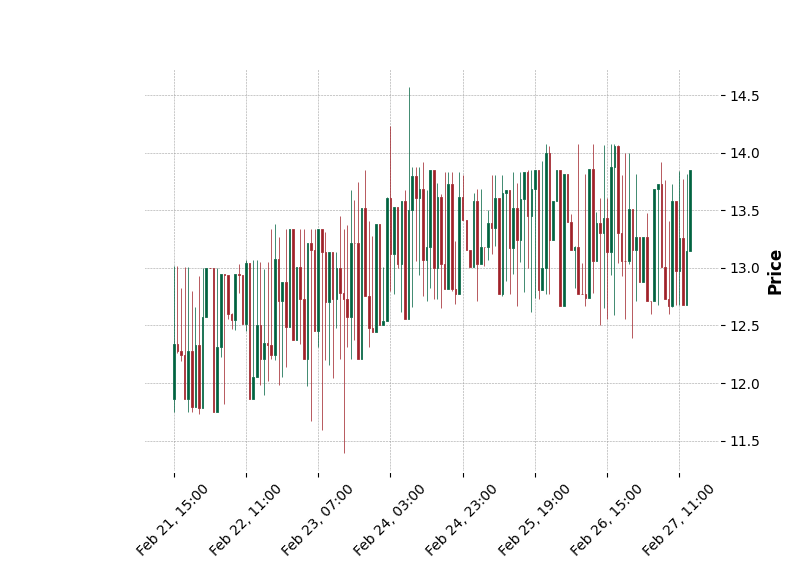 14.5
14.0
13.5
13.0
12.5
12.0
11.5
Price
Feb 21, 15:00
Feb 22, 11:00
Feb 23, 07:00
Feb 24, 03:00
Feb 24, 23:00
Feb 25, 19:00
Feb 26, 15:00
Feb 27, 11:00